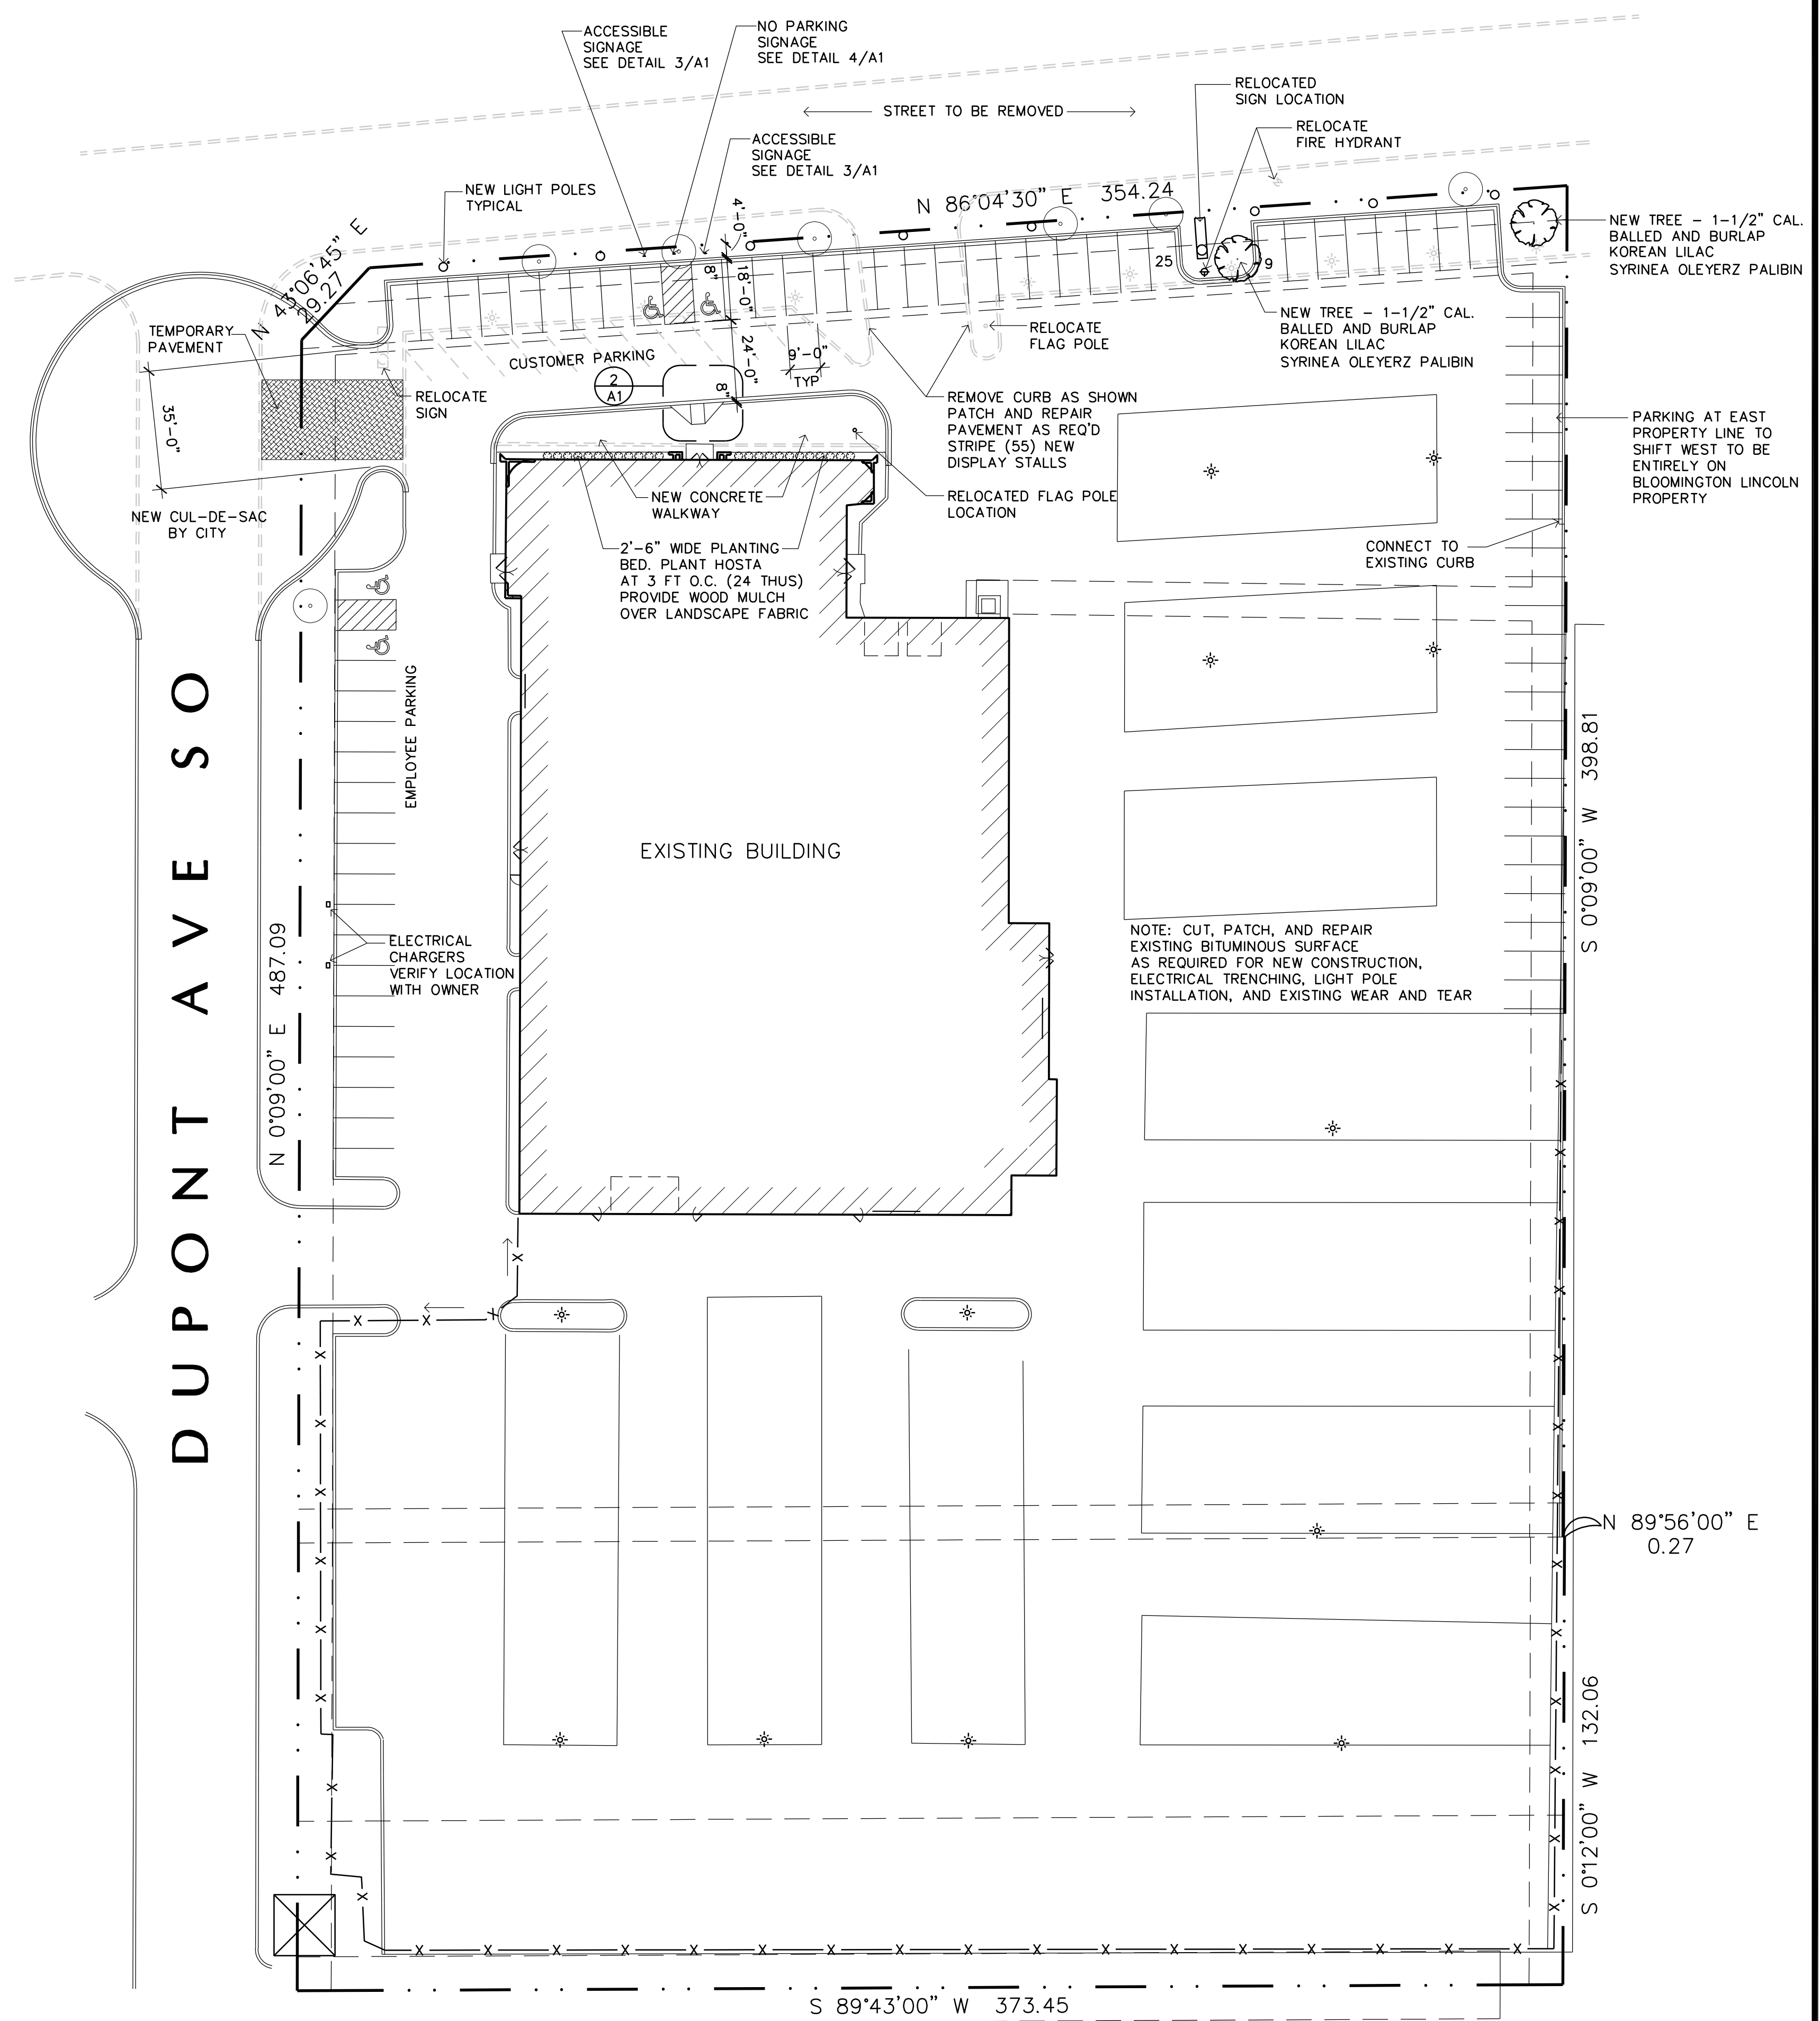 ACCESSIBLE
SIGNAGE
SEE DETAIL 3/A1
NO PARKING
SIGNAGE
SEE DETAIL 4/A1
RELOCATED
SIGN LOCATION
STREET TO BE REMOVED
RELOCATE
FIRE HYDRANT
ACCESSIBLE
SIGNAGE
SEE DETAIL 3/A1
NEW LIGHT POLES
TYPICAL
N 86°04'30" E 354.24
4'-0"
NEW TREE - 1-1/2" CAL.
BALLED AND BURLAP
KOREAN LILAC
SYRINEA OLEYERZ PALIBIN
N 43°06'45" E
49.27
25
9
8"
18'-0"
NEW TREE - 1-1/2" CAL.
BALLED AND BURLAP
KOREAN LILAC
SYRINEA OLEYERZ PALIBIN
TEMPORARY
PAVEMENT
RELOCATE
FLAG POLE
CUSTOMER PARKING
24'-0"
9'-0"
TYP
2
A1
8"
RELOCATE
SIGN
35'-0"
REMOVE CURB AS SHOWN
PATCH AND REPAIR
PAVEMENT AS REQ'D
STRIPE (55) NEW
DISPLAY STALLS
PARKING AT EAST
PROPERTY LINE TO
SHIFT WEST TO BE
ENTIRELY ON
BLOOMINGTON LINCOLN
PROPERTY
NEW CONCRETE
WALKWAY
RELOCATED FLAG POLE
LOCATION
NEW CUL-DE-SAC
BY CITY
2'-6" WIDE PLANTING
BED. PLANT HOSTA
AT 3 FT O.C. (24 THUS)
PROVIDE WOOD MULCH
OVER LANDSCAPE FABRIC
CONNECT TO
EXISTING CURB
EMPLOYEE PARKING
DUPONT AVE SO
S 0°09'00" W 398.81
EXISTING BUILDING
N 0°09'00" E 487.09
ELECTRICAL
CHARGERS
VERIFY LOCATION
WITH OWNER
NOTE: CUT, PATCH, AND REPAIR
EXISTING BITUMINOUS SURFACE
AS REQUIRED FOR NEW CONSTRUCTION,
ELECTRICAL TRENCHING, LIGHT POLE
INSTALLATION, AND EXISTING WEAR AND TEAR
N 89°56'00" E
0.27
S 0°12'00" W 132.06
S 89°43'00" W 373.45